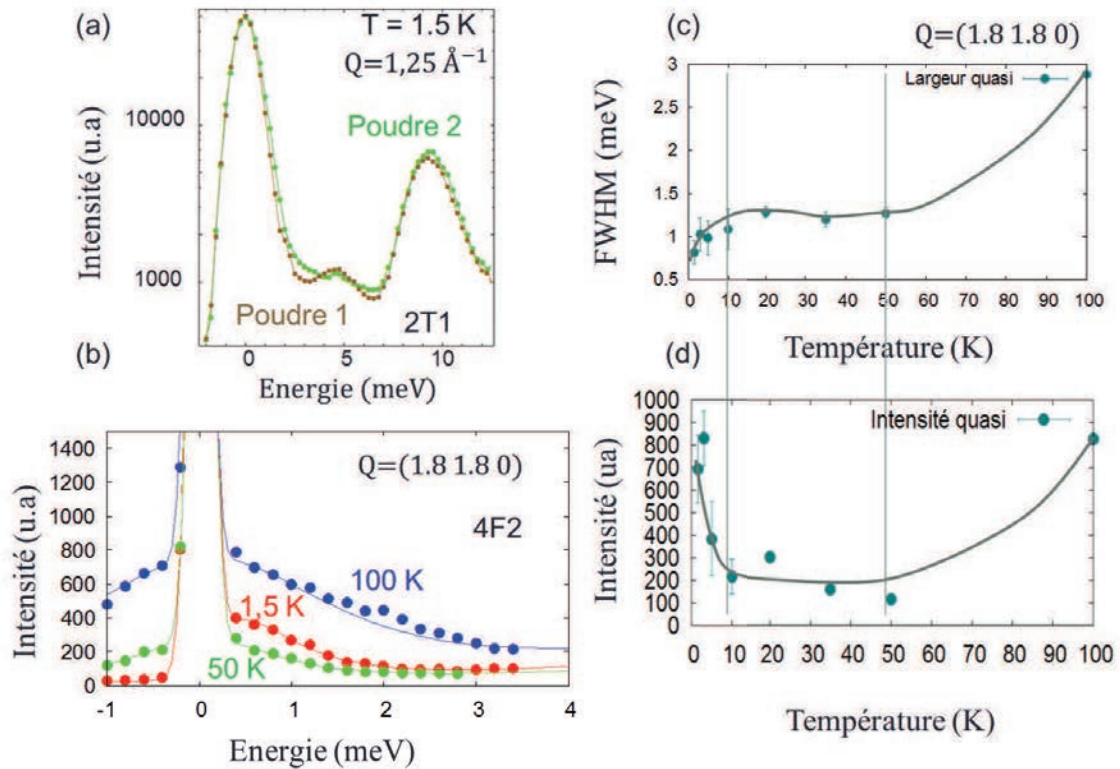 (a)
T = 1.5 K
Q=1,25 Å⁻¹
Poudre 2
Poudre 1
2T1
10000
1000
Intensité (u.a)
0 5 10
Energie (meV)
(b)
Q=(1.8 1.8 0)
4F2
100 K
1,5 K
50 K
1400
1200
1000
800
600
400
200
0
Intensité (u.a)
-1 0 1 2 3 4
Energie (meV)
(c)
Q=(1.8 1.8 0)
Largeur quasi
3
2.5
2
1.5
1
0.5
FWHM (meV)
0 10 20 30 40 50 60 70 80 90 100
Température (K)
(d)
Intensité quasi
1000
900
800
700
600
500
400
300
200
100
0
Intensité (ua)
0 10 20 30 40 50 60 70 80 90 100
Température (K)